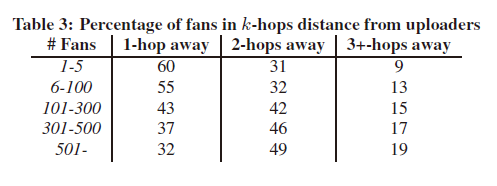 Table 3: Percentage of fans in k-hops distance from uploaders
# Fans 1-hop away 2-hops away 3+-hops away
1-5 60 31 9
6-100 55 32 13
101-300 43 42 15
301-500 37 46 17
501- 32 49 19